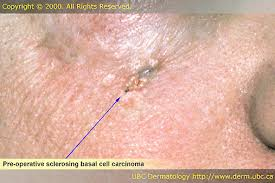 Copyright © 2000. All Rights Reserved.
Pre-operative sclerosing basal cell carcinoma
UBC Dermatology http://www.derm.ubc.ca